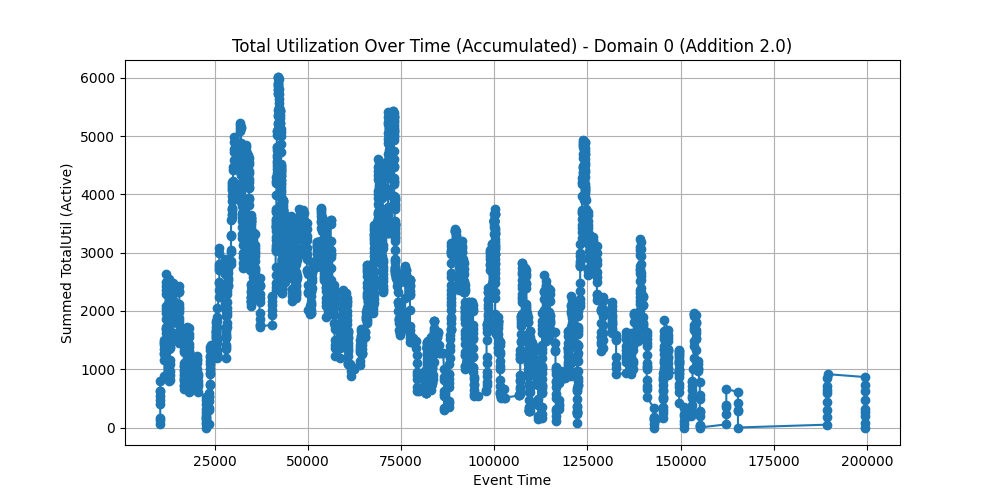 Total Utilization Over Time (Accumulated) - Domain 0 (Addition 2.0)
6000
5000
4000
3000
2000
1000
0
Summed TotalUtil (Active)
25000 50000 75000 100000 125000 150000 175000 200000
Event Time